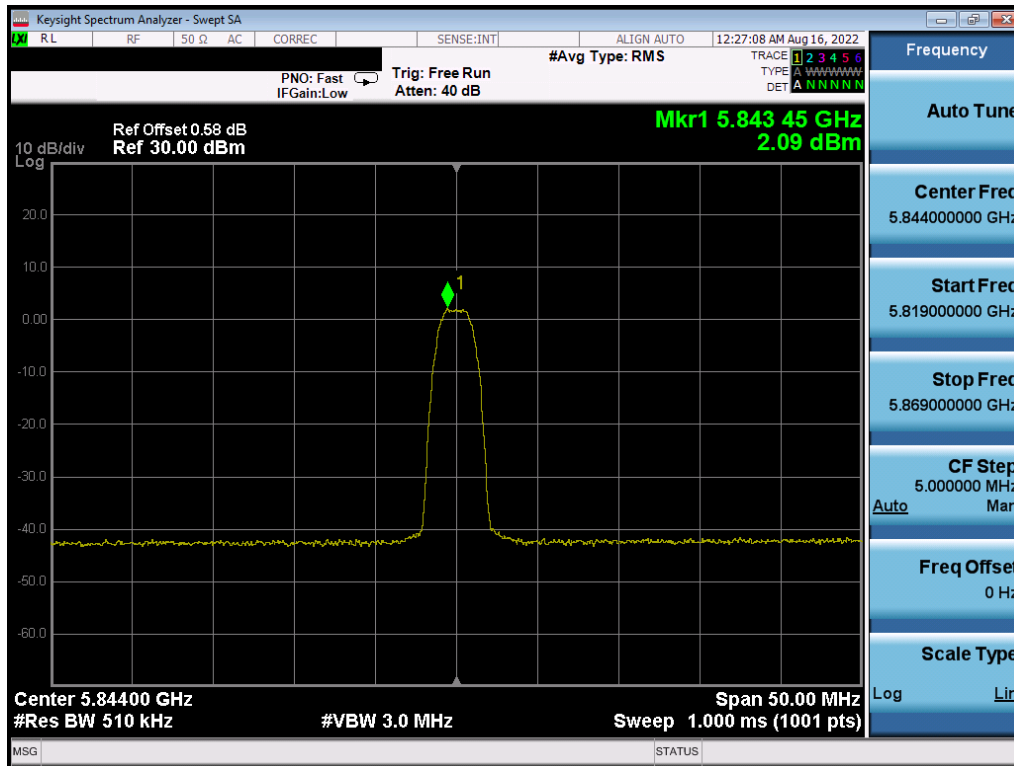 Keysight Spectrum Analyzer - Swept SA
LXI RL RF 50 Ω AC CORREC SENSE:INT ALIGN AUTO 12:27:08 AM Aug 16, 2022
#Avg Type: RMS TRACE 1 2 3 4 5 6
PNO: Fast Trig: Free Run TYPE A WWWWW
IFGain:Low Atten: 40 dB DET A N N N N N
Ref Offset 0.58 dB Mkr1 5.843 45 GHz
10 dB/div Ref 30.00 dBm 2.09 dBm
Log
20.0
10.0
1
0.00
-10.0
-20.0
-30.0
-40.0
-50.0
-60.0
Center 5.84400 GHz Span 50.00 MHz
#Res BW 510 kHz #VBW 3.0 MHz Sweep 1.000 ms (1001 pts)
MSG STATUS
Frequency
Auto Tune
Center Freq
5.844000000 GHz
Start Freq
5.819000000 GHz
Stop Freq
5.869000000 GHz
CF Step
5.000000 MHz
Auto Man
Freq Offset
0 Hz
Scale Type
Log Lin